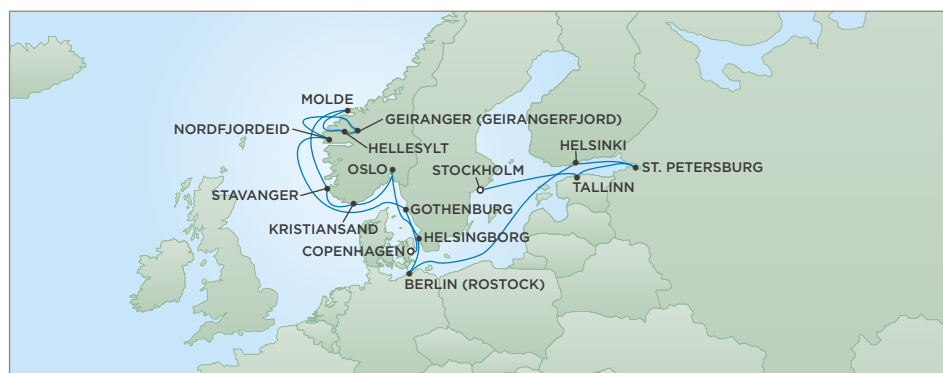 MOLDE
GEIRANGER (GEIRANGERFJORD)
NORDFJORDEID
HELLESYLT
HELSINKI
OSLO
STOCKHOLM
ST. PETERSBURG
TALLINN
STAVANGER
GOTHENBURG
KRISTIANSAND
HELSINGBORG
COPENHAGEN
BERLIN (ROSTOCK)